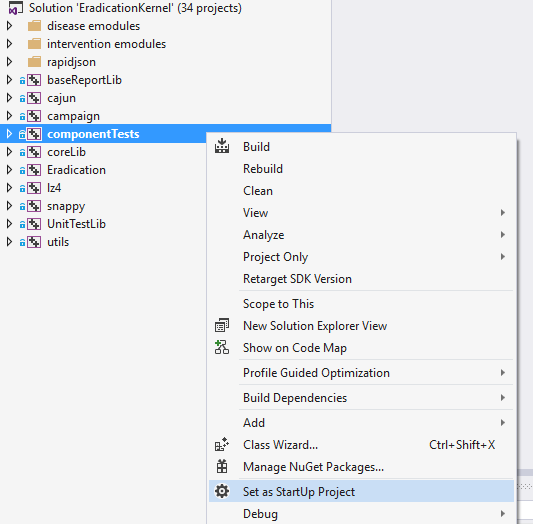 Solution 'EradicationKernel' (34 projects)
disease emodules
intervention emodules
rapidjson
baseReportLib
cajun
campaign
componentTests
coreLib
Eradication
lz4
snappy
UnitTestLib
utils
Build
Rebuild
Clean
View
Analyze
Project Only
Retarget SDK Version
Scope to This
New Solution Explorer View
Show on Code Map
Profile Guided Optimization
Build Dependencies
Add
Class Wizard... Ctrl+Shift+X
Manage NuGet Packages...
Set as StartUp Project
Debug